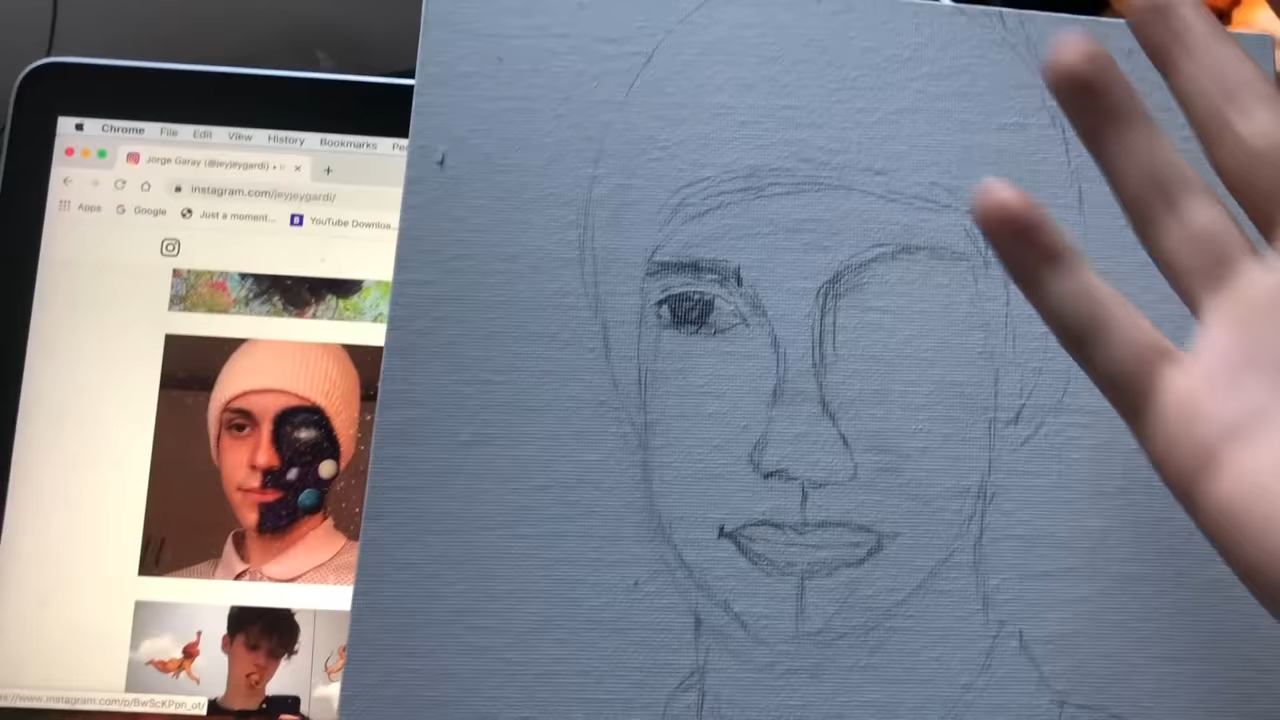 Chrome File Edit View History Bookmarks Pe
Jorge Garay (@jeyjeygardi) •
instagram.com/jeyjeygardi/
Apps Google Just a moment... YouTube Downloa...
s://www.instagram.com/p/BwScKPpn_ot/